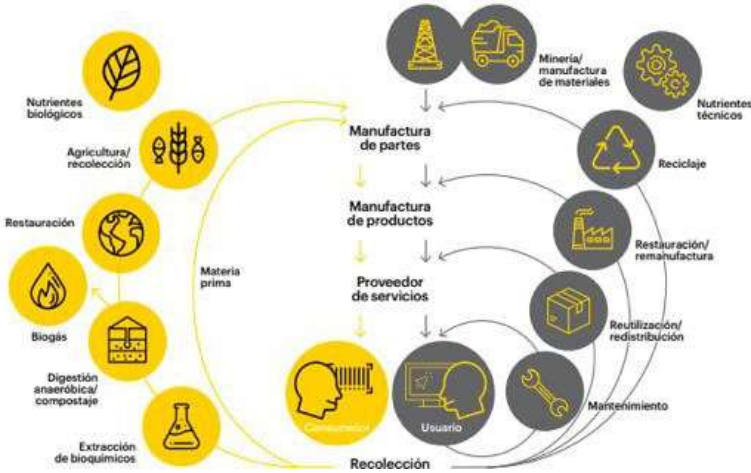 Nutrientes
biológicos
Minería/
manufactura
de materiales
Nutrientes
técnicos
Agricultura/
recolección
Manufactura
de partes
Reciclaje
Restauración
Manufactura
de productos
Restauración/
remanufactura
Materia
prima
Proveedor
de servicios
Biogás
Reutilización/
redistribución
Digestión
anaeróbica/
compostaje
Consumidor
Usuario
Mantenimiento
Extracción
de bioquímicos
Recolección